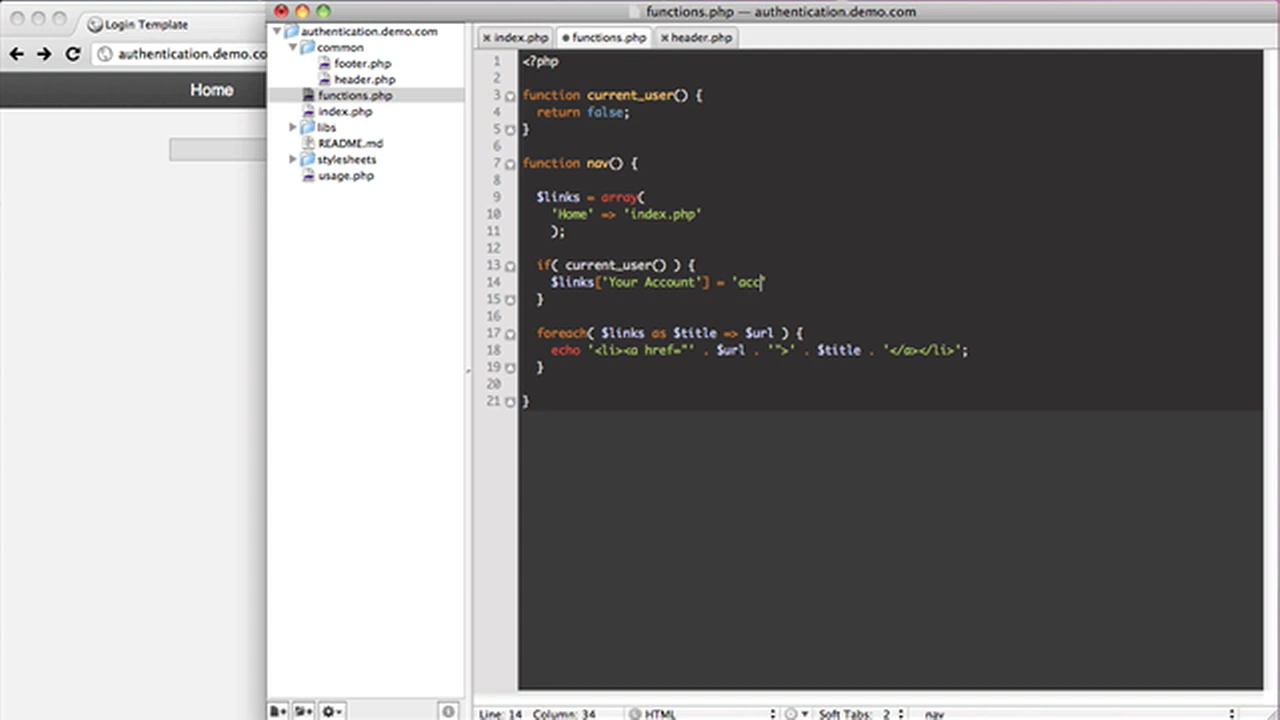 Login Template
authentication.demo.co
Home
functions.php — authentication.demo.com
authentication.demo.com
common
footer.php
header.php
functions.php
index.php
libs
README.md
stylesheets
usage.php
index.php
functions.php
header.php
1 <?php
2
3 function current_user() {
4 return false;
5 }
6
7 function nav() {
8
9 $links = array(
10 'Home' => 'index.php'
11 );
12
13 if( current_user() ) {
14 $links['Your Account'] = 'acc'
15 }
16
17 foreach( $links as $title => $url ) {
18 echo '<li><a href="' . $url . '">' . $title . '</a></li>';
19 }
20
21 }
Line: 14 Column: 34 HTML Soft Tabs: 2 nav